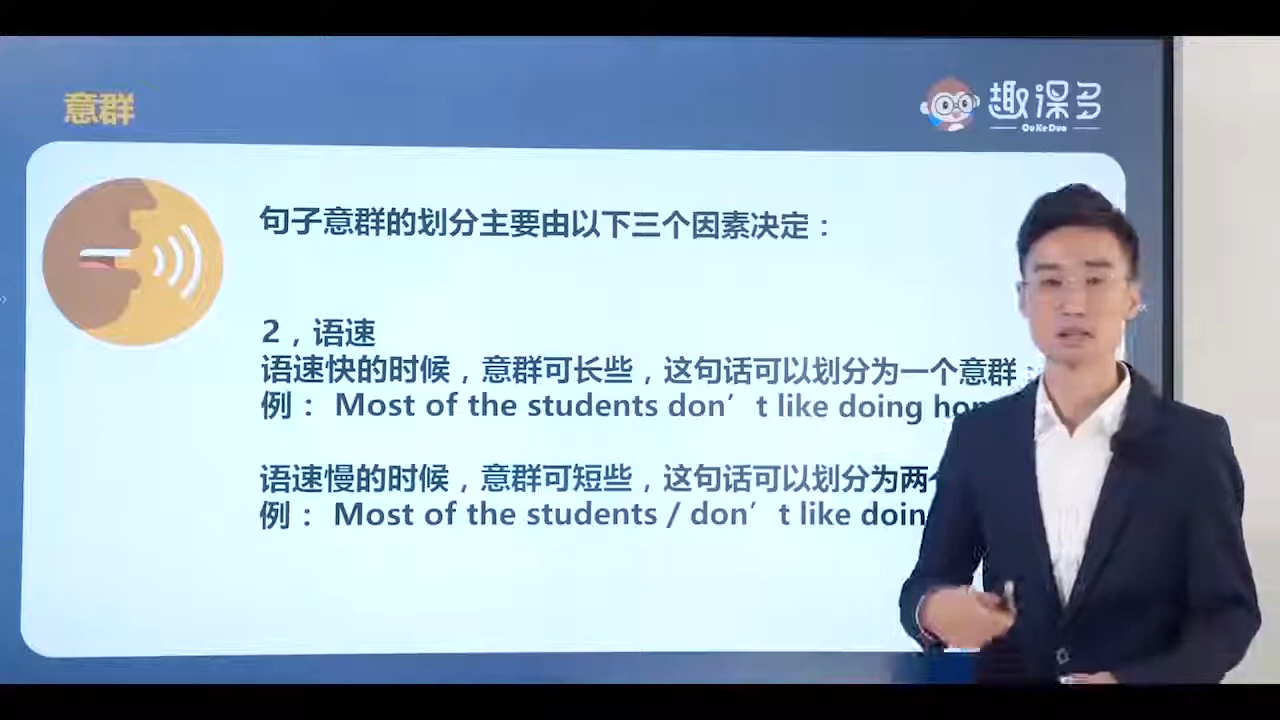 意群
趣课多
QuKeDuo
句子意群的划分主要由以下三个因素决定：
2，语速
语速快的时候，意群可长些，这句话可以划分为一个意群
例： Most of the students don’t like doing
语速慢的时候，意群可短些，这句话可以划分为两
例： Most of the students / don’t like